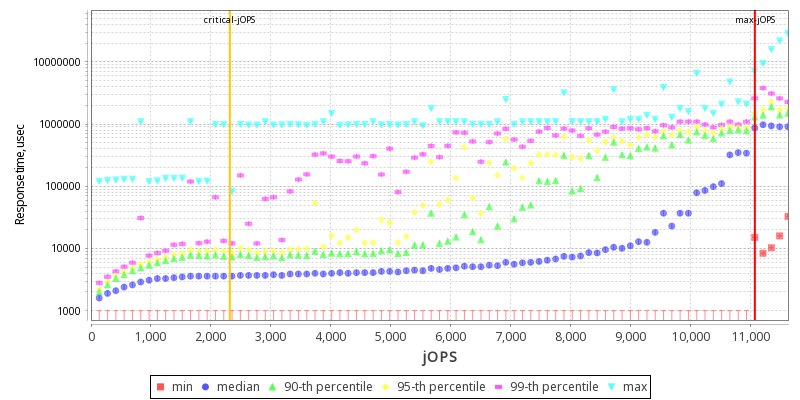 critical-jOPS max-jOPS
10000000
1000000
100000
10000
1000
Response time, usec
0 1,000 2,000 3,000 4,000 5,000 6,000 7,000 8,000 9,000 10,000 11,000
jOPS
min median 90-th percentile 95-th percentile 99-th percentile max